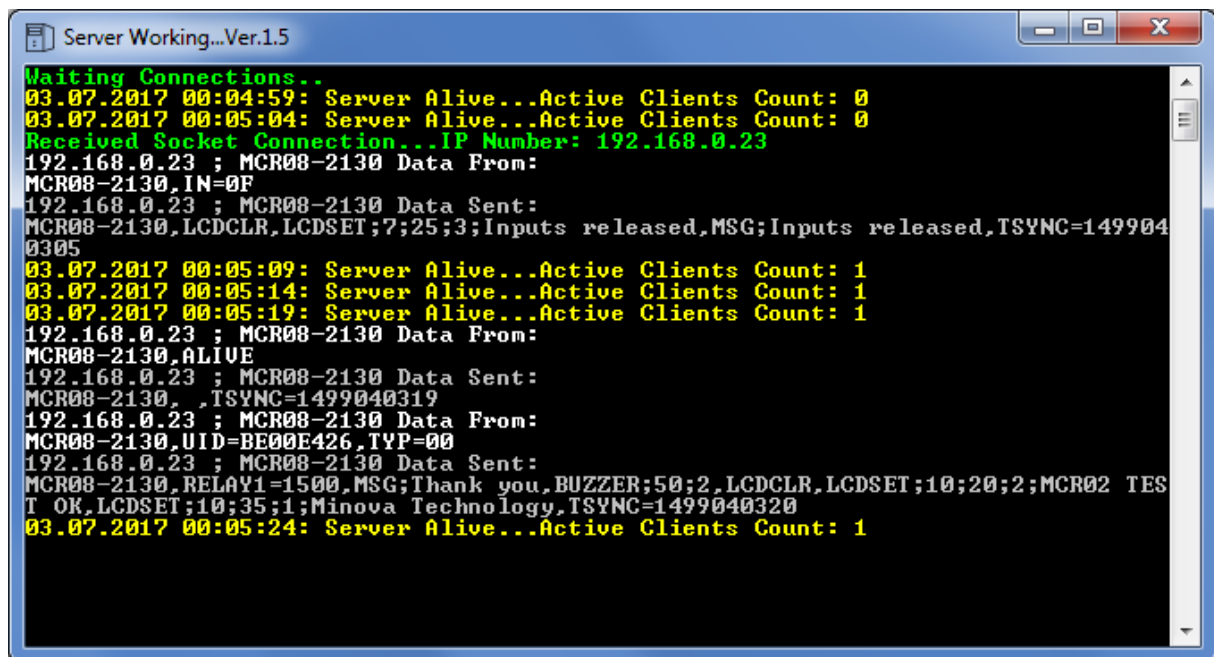 Server Working...Ver.1.5
Waiting Connections..
03.07.2017 00:04:59: Server Alive...Active Clients Count: 0
03.07.2017 00:05:04: Server Alive...Active Clients Count: 0
Received Socket Connection...IP Number: 192.168.0.23
192.168.0.23 ; MCR08-2130 Data From:
MCR08-2130,IN=0F
192.168.0.23 ; MCR08-2130 Data Sent:
MCR08-2130,LCDCLR,LCDSET;7;25;3;Inputs released,MSG;Inputs released,TSYNC=149904
0305
03.07.2017 00:05:09: Server Alive...Active Clients Count: 1
03.07.2017 00:05:14: Server Alive...Active Clients Count: 1
03.07.2017 00:05:19: Server Alive...Active Clients Count: 1
192.168.0.23 ; MCR08-2130 Data From:
MCR08-2130,ALIVE
192.168.0.23 ; MCR08-2130 Data Sent:
MCR08-2130, ,TSYNC=1499040319
192.168.0.23 ; MCR08-2130 Data From:
MCR08-2130,UID=BE00E426,TYP=00
192.168.0.23 ; MCR08-2130 Data Sent:
MCR08-2130,RELAY1=1500,MSG;Thank you,BUZZER;50;2,LCDCLR,LCDSET;10;20;2;MCR02 TES
T OK,LCDSET;10;35;1;Minova Technology,TSYNC=1499040320
03.07.2017 00:05:24: Server Alive...Active Clients Count: 1